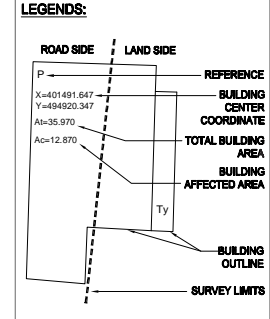 LEGENDS:
ROAD SIDE
LAND SIDE
P
REFERENCE
X=401491.647
Y=494920.347
BUILDING
CENTER
COORDINATE
At=35.970
TOTAL BUILDING
AREA
Ac=12.870
BUILDING
AFFECTED AREA
Ty
BUILDING
OUTLINE
SURVEY LIMITS